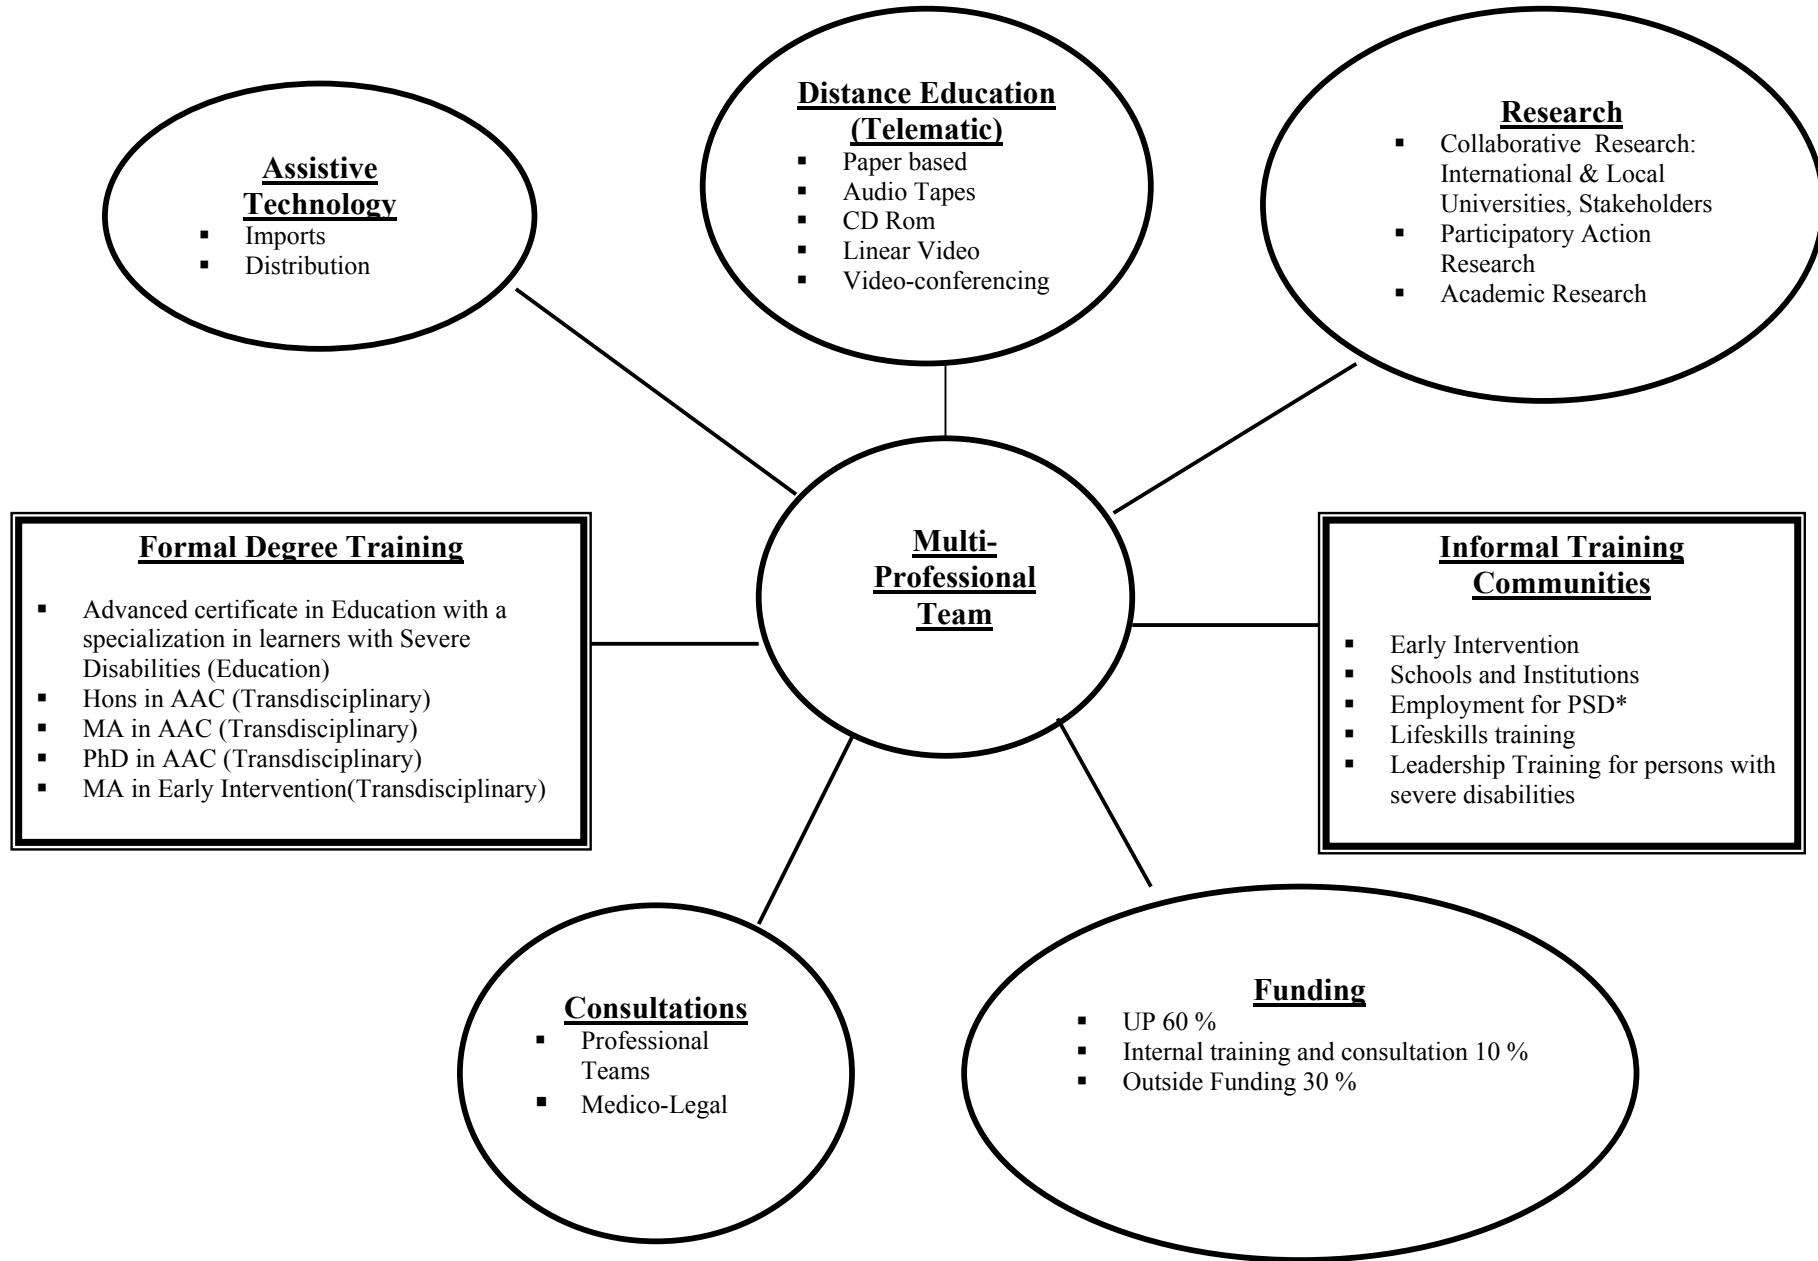 Assistive
Technology
▪ Imports
▪ Distribution
Distance Education
(Telematic)
▪ Paper based
▪ Audio Tapes
▪ CD Rom
▪ Linear Video
▪ Video-conferencing
Research
▪ Collaborative Research:
International & Local
Universities, Stakeholders
▪ Participatory Action
Research
▪ Academic Research
Formal Degree Training
▪ Advanced certificate in Education with a
specialization in learners with Severe
Disabilities (Education)
▪ Hons in AAC (Transdisciplinary)
▪ MA in AAC (Transdisciplinary)
▪ PhD in AAC (Transdisciplinary)
▪ MA in Early Intervention(Transdisciplinary)
Multi-
Professional
Team
Informal Training
Communities
▪ Early Intervention
▪ Schools and Institutions
▪ Employment for PSD*
▪ Lifeskills training
▪ Leadership Training for persons with
severe disabilities
Consultations
▪ Professional
Teams
▪ Medico-Legal
Funding
▪ UP 60 %
▪ Internal training and consultation 10 %
▪ Outside Funding 30 %